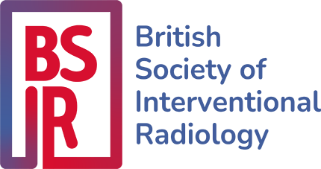 BS
IR
British
Society of
Interventional
Radiology